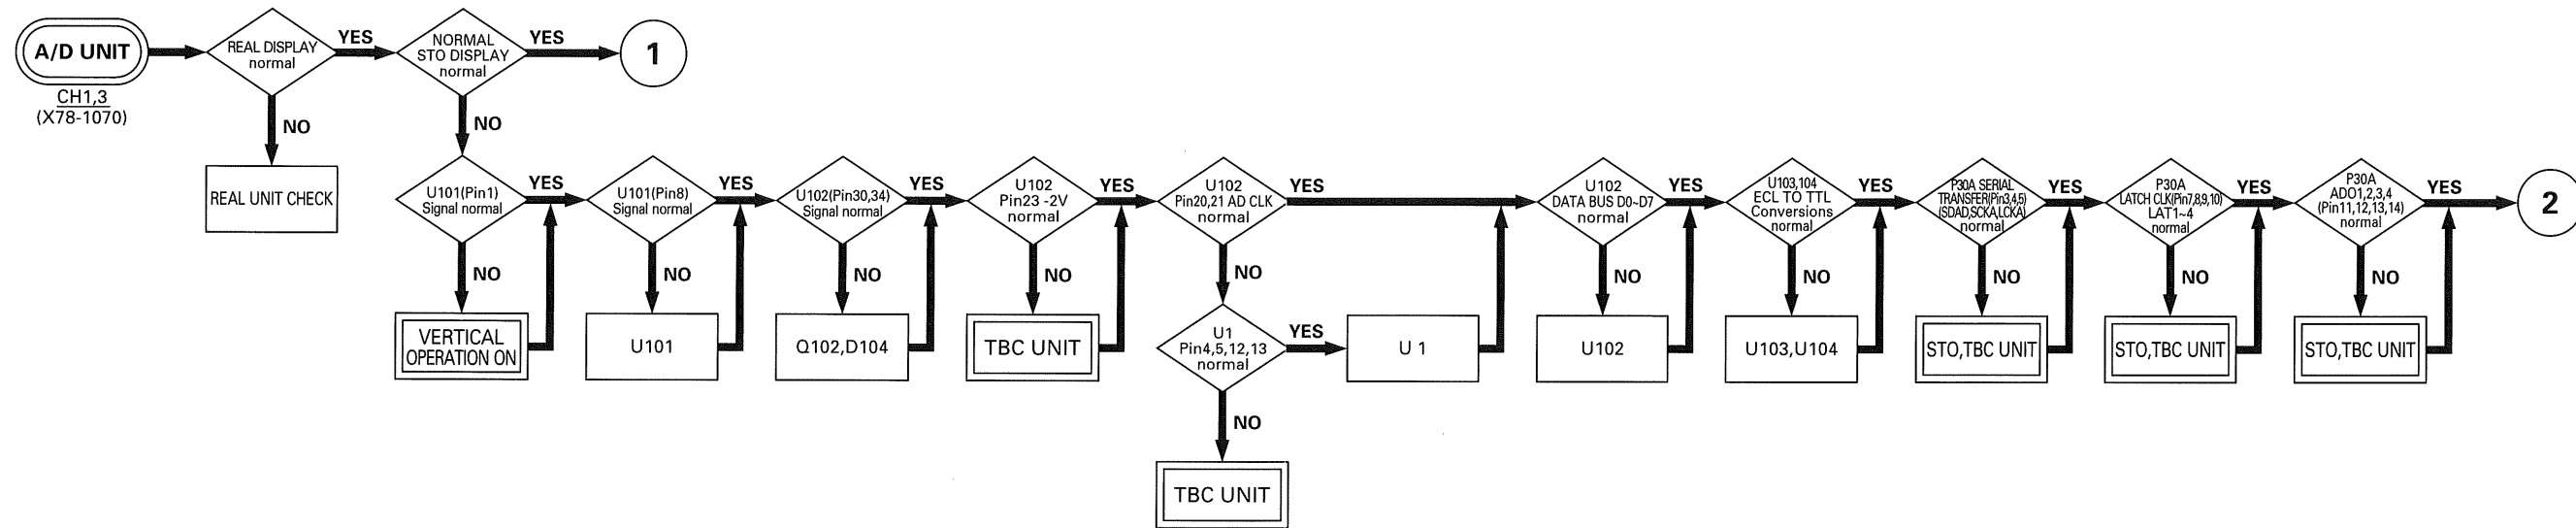 A/D UNIT
CH1,3
(X78-1070)
REAL DISPLAY
normal
YES
NO
REAL UNIT CHECK
NORMAL
STO DISPLAY
normal
YES
1
NO
U101(Pin1)
Signal normal
YES
NO
VERTICAL
OPERATION ON
U101(Pin8)
Signal normal
YES
NO
U101
U102(Pin30,34)
Signal normal
YES
NO
Q102,D104
U102
Pin23 -2V
normal
YES
NO
TBC UNIT
U102
Pin20,21 AD CLK
normal
YES
NO
U1
Pin4,5,12,13
normal
YES
U 1
NO
TBC UNIT
U102
DATA BUS D0~D7
normal
YES
NO
U102
U103,104
ECL TO TTL
Conversions
normal
YES
NO
U103,U104
P30A SERIAL
TRANSFER(Pin3,4,5)
(SDAD,SCKA,LCKA)
normal
YES
NO
STO,TBC UNIT
P30A
LATCH CLK(Pin7,8,9,10)
LAT1~4
normal
YES
NO
STO,TBC UNIT
P30A
ADO1,2,3,4
(Pin11,12,13,14)
normal
YES
NO
STO,TBC UNIT
2